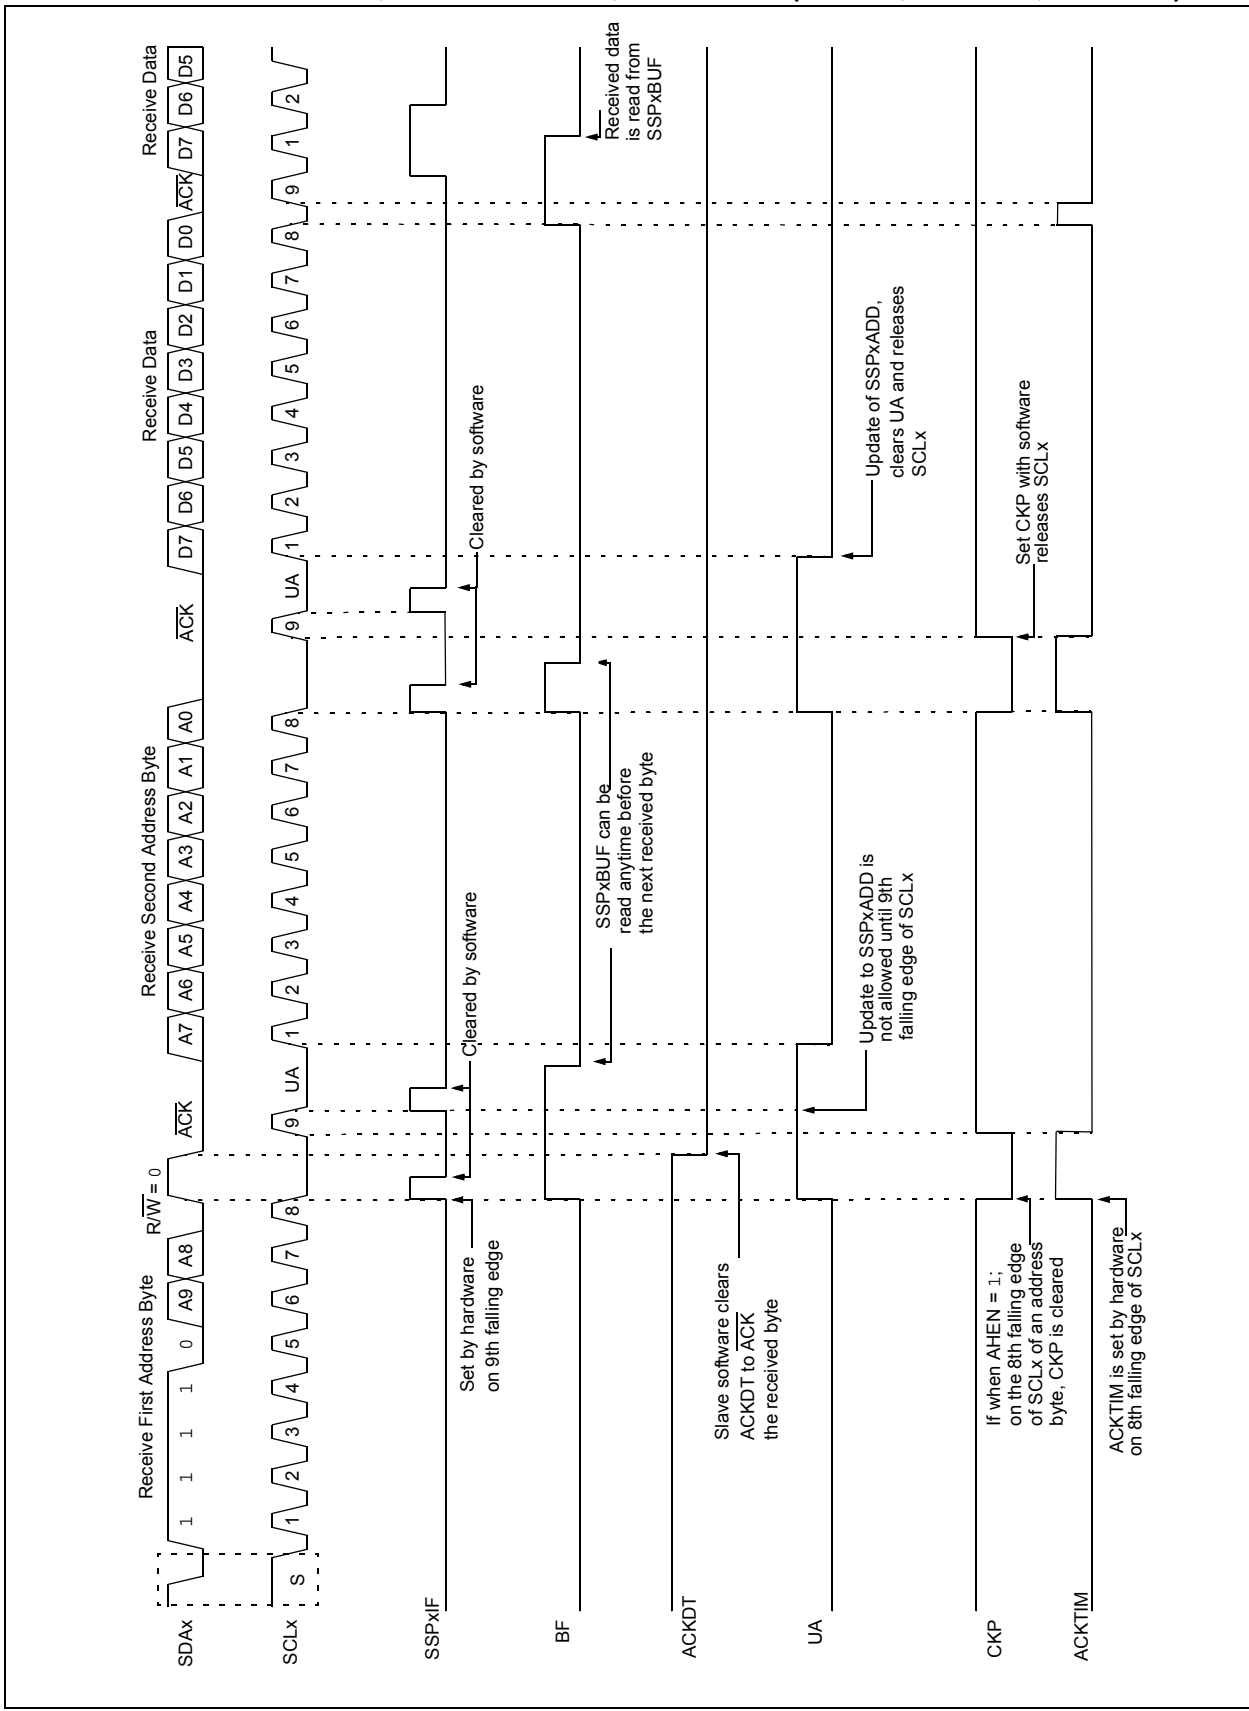 Receive First Address Byte
R/W = 0
Receive Second Address Byte
Receive Data
Receive Data
SDAx
1 1 1 1 0 A9 A8 ACK A7 A6 A5 A4 A3 A2 A1 A0 ACK D7 D6 D5 D4 D3 D2 D1 D0 ACK D7 D6 D5
SCLx
S 1 2 3 4 5 6 7 8 9 UA 1 2 3 4 5 6 7 8 9 UA 1 2 3 4 5 6 7 8 9 1 2
SSPxIF
Set by hardware
on 9th falling edge
Cleared by software
Cleared by software
BF
SSPxBUF can be
read anytime before
the next received byte
Received data
is read from
SSPxBUF
ACKDT
Slave software clears
ACKDT to ACK
the received byte
UA
Update to SSPxADD is
not allowed until 9th
falling edge of SCLx
Update of SSPxADD,
clears UA and releases
SCLx
CKP
If when AHEN = 1;
on the 8th falling edge
of SCLx of an address
byte, CKP is cleared
Set CKP with software
releases SCLx
ACKTIM
ACKTIM is set by hardware
on 8th falling edge of SCLx